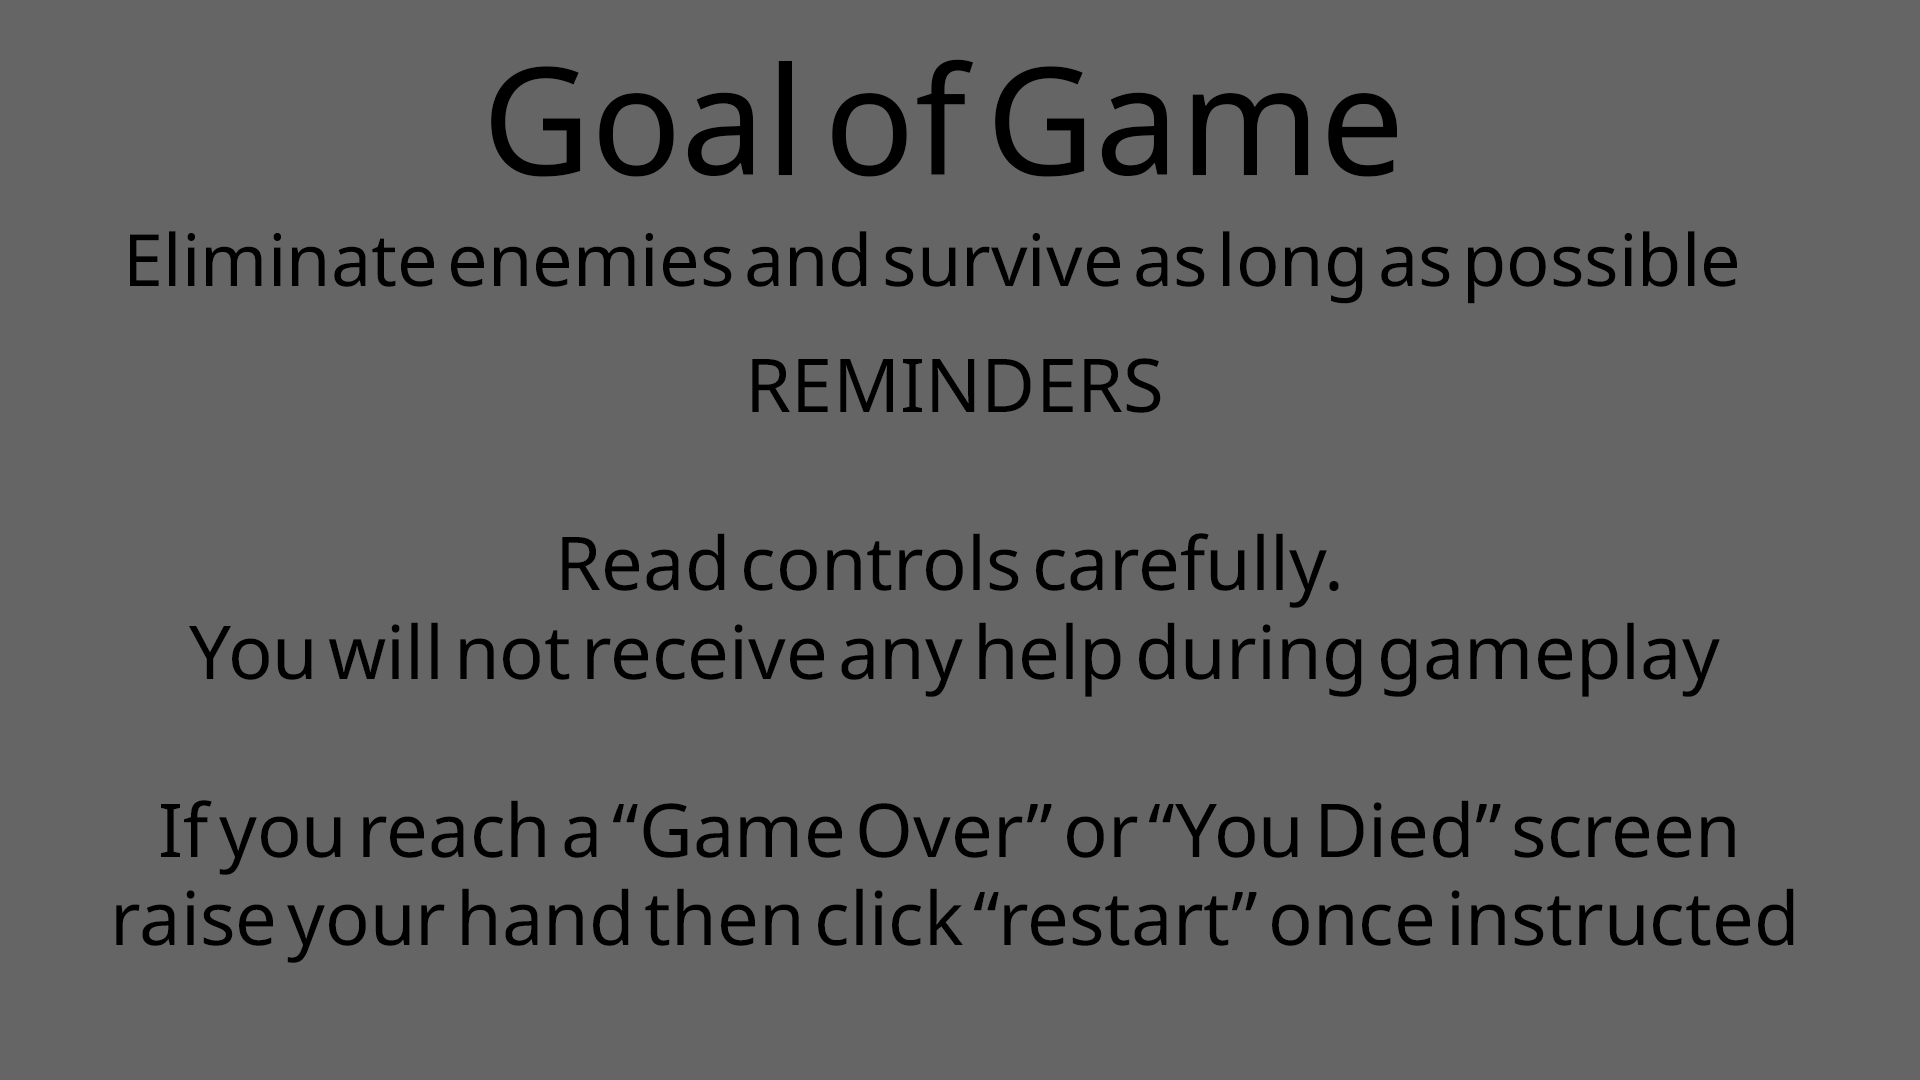 Goal of Game
Eliminate enemies and survive as long as possible
REMINDERS
Read controls carefully.
You will not receive any help during gameplay
If you reach a “Game Over” or “You Died” screen
raise your hand then click “restart” once instructed